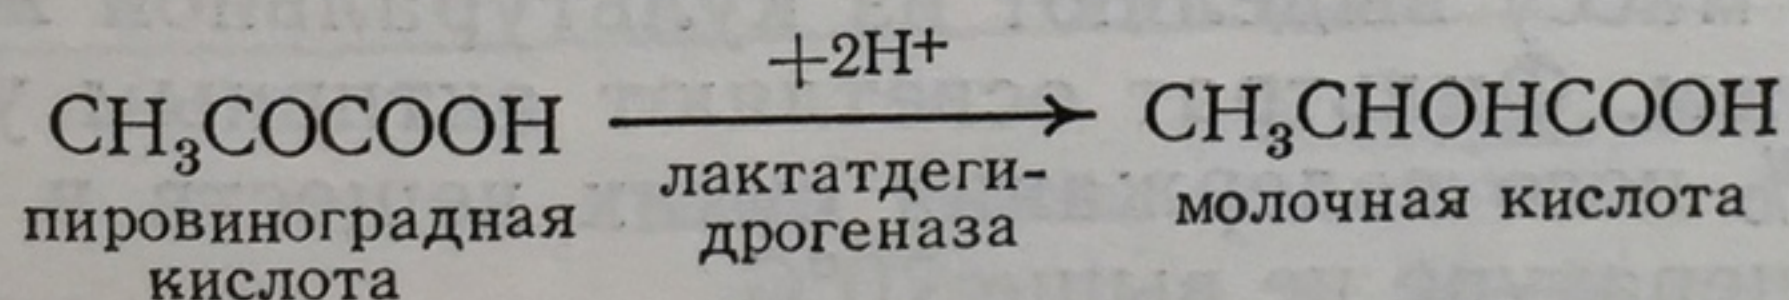 +2H⁺
CH₃COCOOH ⟶ CH₃CHOHCOOH
пировиноградная
кислота
лактатдеги-
дрогеназа
молочная кислота